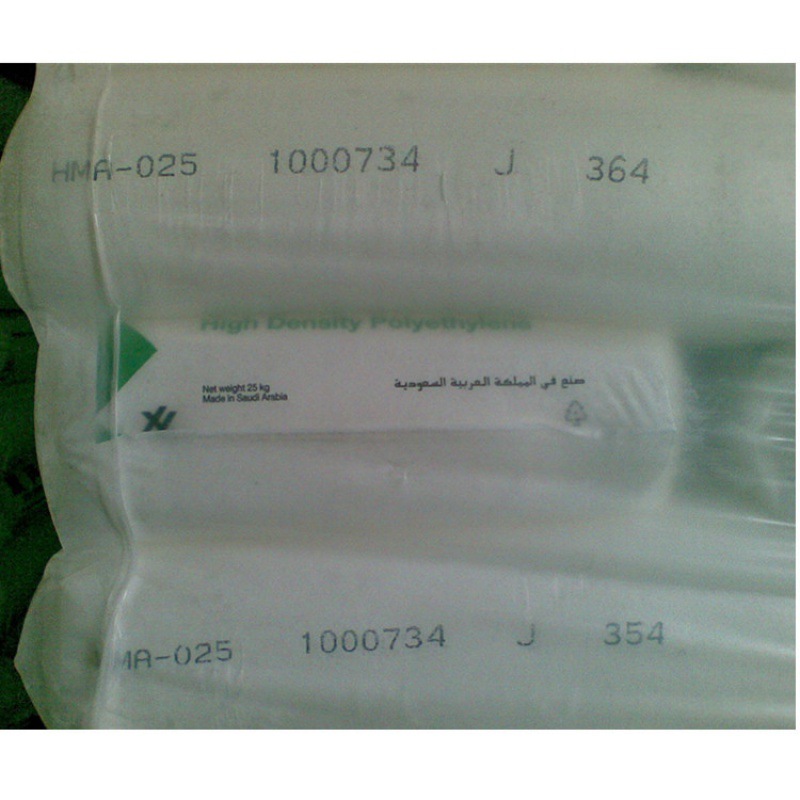 HMA-025 1000734 J 364
High Density Polyethylene
Net weight 25 kg
Made in Saudi Arabia
صنع في المملكة العربية السعودية
MA-025 1000734 J 354